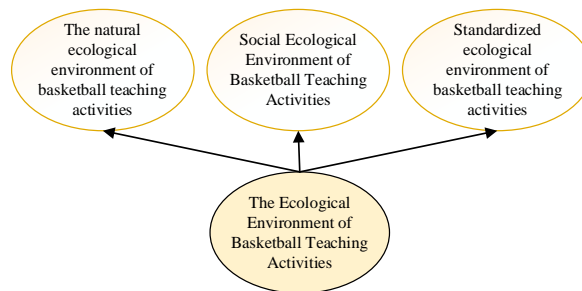 The natural
ecological
environment of
basketball teaching
activities
Social Ecological
Environment of
Basketball Teaching
Activities
Standardized
ecological
environment of
basketball teaching
activities
The Ecological
Environment of
Basketball Teaching
Activities